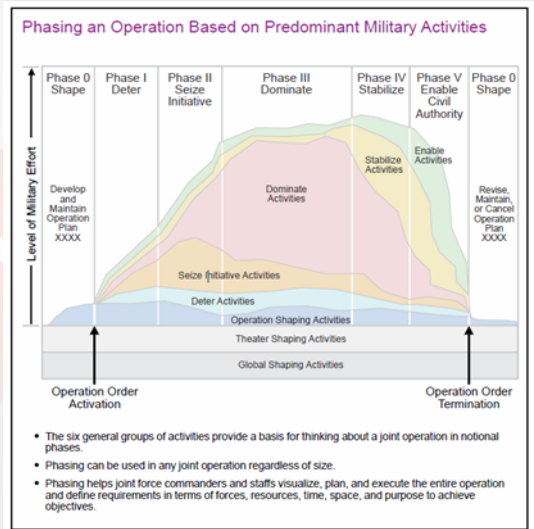 Phasing an Operation Based on Predominant Military Activities
Level of Military Effort
Phase 0
Shape
Phase I
Deter
Phase II
Seize
Initiative
Phase III
Dominate
Phase IV
Stabilize
Phase V
Enable
Civil
Authority
Phase 0
Shape
Develop
and
Maintain
Operation
Plan
XXXX
Dominate
Activities
Stabilize
Activities
Enable
Activities
Revise,
Maintain,
or Cancel
Operation
Plan
XXXX
Seize Initiative Activities
Deter Activities
Operation Shaping Activities
Theater Shaping Activities
Global Shaping Activities
Operation Order
Activation
Operation Order
Termination
• The six general groups of activities provide a basis for thinking about a joint operation in notional
phases.
• Phasing can be used in any joint operation regardless of size.
• Phasing helps joint force commanders and staffs visualize, plan, and execute the entire operation
and define requirements in terms of forces, resources, time, space, and purpose to achieve
objectives.